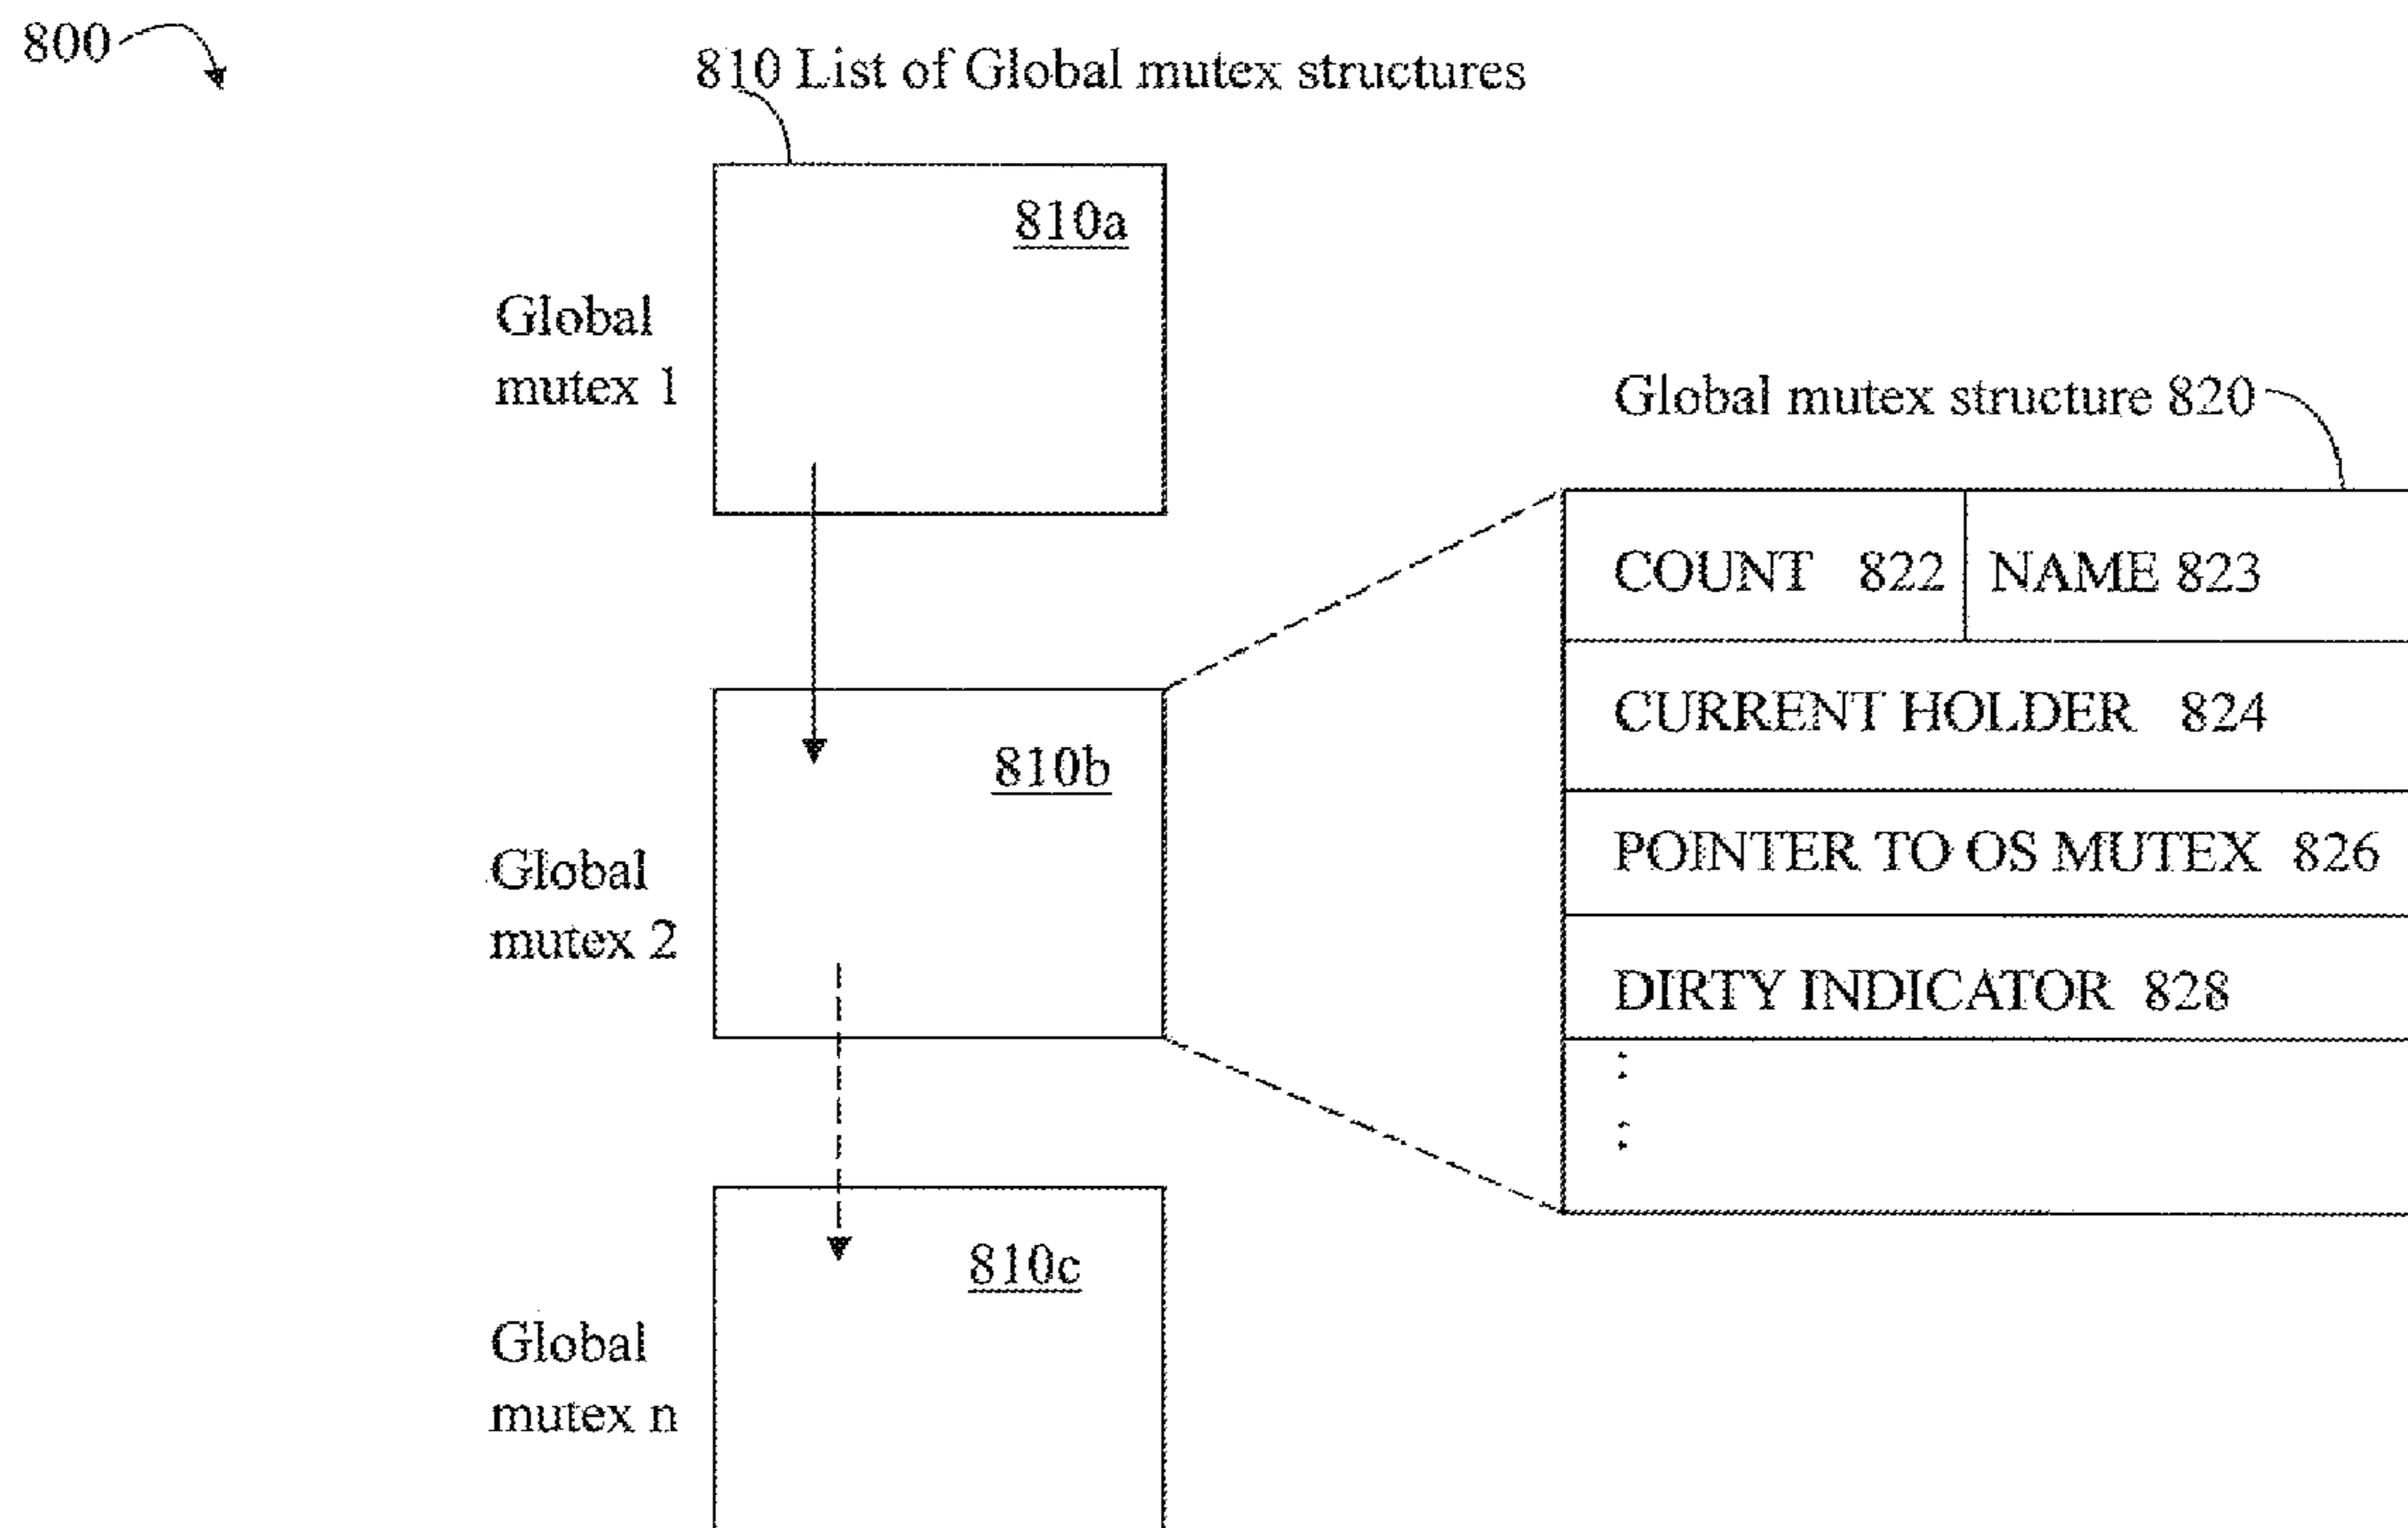 800
810 List of Global mutex structures
810a
Global
mutex 1
Global mutex structure 820
COUNT 822 NAME 823
CURRENT HOLDER 824
810b
POINTER TO OS MUTEX 826
Global
mutex 2
DIRTY INDICATOR 828
810c
Global
mutex n